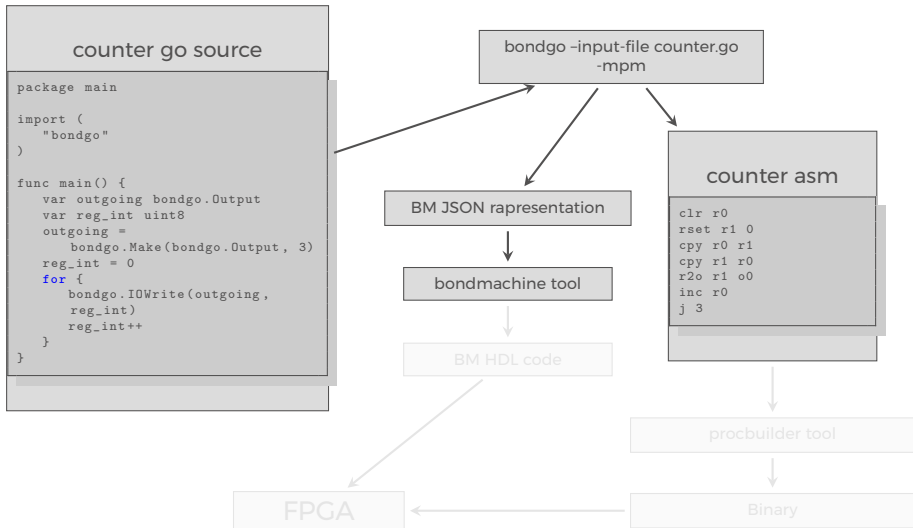 counter go source
package main
import (
"bondgo"
)
func main() {
var outgoing bondgo.Output
var reg_int uint8
outgoing =
bondgo.Make(bondgo.Output, 3)
reg_int = 0
for {
bondgo.IOWrite(outgoing,
reg_int)
reg_int++
}
}
bondgo –input-file counter.go
-mpm
BM JSON rapresentation
bondmachine tool
BM HDL code
FPGA
counter asm
clr r0
rset r1 0
cpy r0 r1
cpy r1 r0
r2o r1 o0
inc r0
j 3
procbuilder tool
Binary